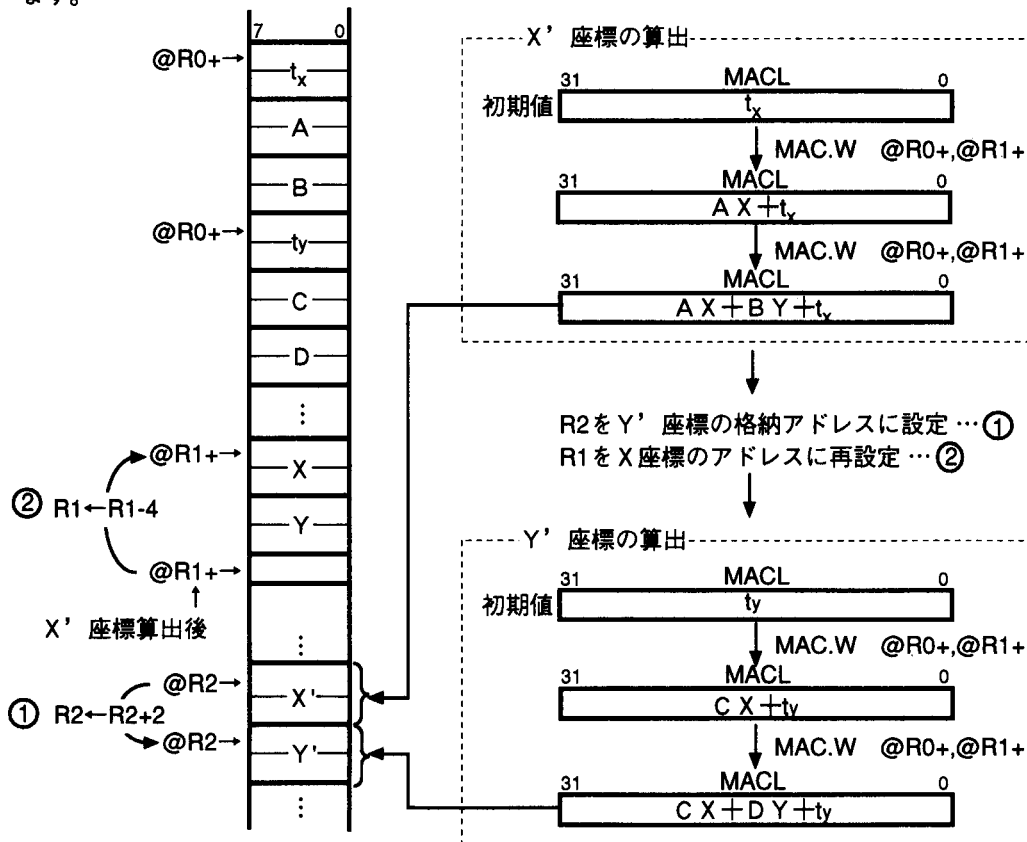 ます。
7 0
@R0+→
tx
A
B
@R0+→
ty
C
D
⋮
@R1+→
X
② R1←R1-4
Y
@R1+→
↑
X’座標算出後
⋮
@R2→
X'
① R2←R2+2
@R2→
Y'
⋮
X’座標の算出
31 MACL 0
初期値
tx
MAC.W @R0+,@R1+
31 MACL 0
AX+tx
MAC.W @R0+,@R1+
31 MACL 0
AX+BY+tx
R2をY’座標の格納アドレスに設定…①
R1をX座標のアドレスに再設定…②
Y’座標の算出
31 MACL 0
初期値
ty
MAC.W @R0+,@R1+
31 MACL 0
CX+ty
MAC.W @R0+,@R1+
31 MACL 0
CX+DY+ty